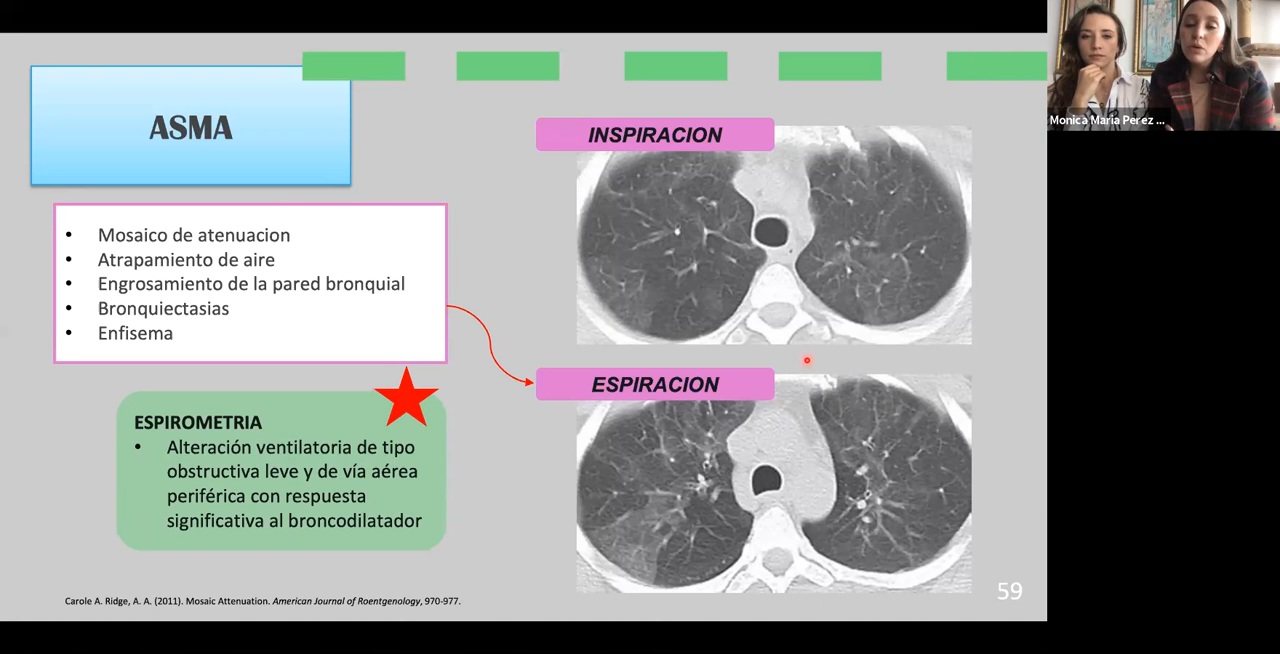 ASMA
• Mosaico de atenuacion
• Atrapamiento de aire
• Engrosamiento de la pared bronquial
• Bronquiectasias
• Enfisema
ESPIROMETRIA
• Alteración ventilatoria de tipo
obstructiva leve y de vía aérea
periférica con respuesta
significativa al broncodilatador
INSPIRACION
ESPIRACION
Carole A. Ridge, A. A. (2011). Mosaic Attenuation. American Journal of Roentgenology, 970-977.
59
Monica Maria Perez ...